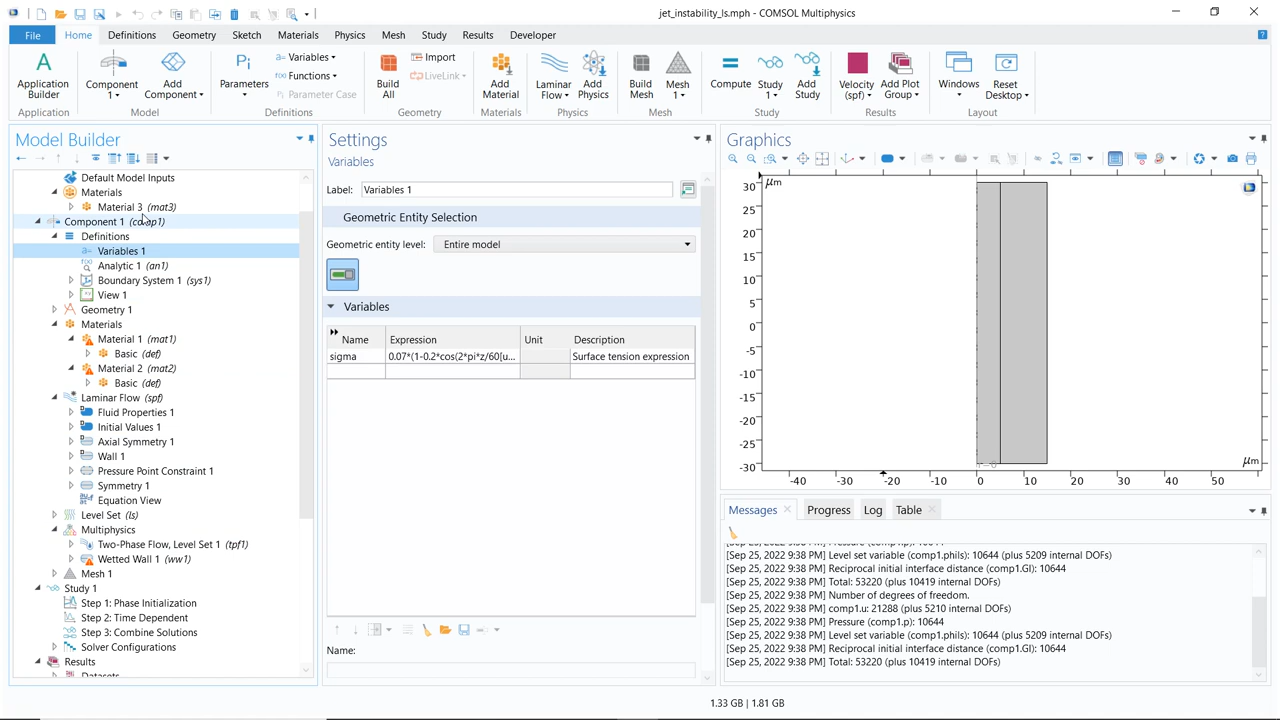 jet_instability_ls.mph - COMSOL Multiphysics
File Home Definitions Geometry Sketch Materials Physics Mesh Study Results Developer
Application Builder
Application
Component 1
Add Component
Model
Parameters
Variables
Functions
Parameter Case
Definitions
Build All
Import
LiveLink
Geometry
Add Material
Materials
Laminar Flow
Add Physics
Physics
Build Mesh
Mesh 1
Mesh
Compute
Study 1
Add Study
Study
Velocity (spf)
Add Plot Group
Results
Windows
Reset Desktop
Layout
Model Builder
Default Model Inputs
Materials
Material 3 (mat3)
Component 1 (comp1)
Definitions
Variables 1
Analytic 1 (an1)
Boundary System 1 (sys1)
View 1
Geometry 1
Materials
Material 1 (mat1)
Basic (def)
Material 2 (mat2)
Basic (def)
Laminar Flow (spf)
Fluid Properties 1
Initial Values 1
Axial Symmetry 1
Wall 1
Pressure Point Constraint 1
Symmetry 1
Equation View
Level Set (ls)
Multiphysics
Two-Phase Flow, Level Set 1 (tpf1)
Wetted Wall 1 (ww1)
Mesh 1
Study 1
Step 1: Phase Initialization
Step 2: Time Dependent
Step 3: Combine Solutions
Solver Configurations
Results
Datasets
Settings
Variables
Label: Variables 1
Geometric Entity Selection
Geometric entity level: Entire model
Variables
Name Expression Unit Description
sigma 0.07*(1-0.2*cos(2*pi*z/60[u... Surface tension expression
Name:
Graphics
μm
30
25
20
15
10
5
0
-5
-10
-15
-20
-25
-30
r=0
-40 -30 -20 -10 0 10 20 30 40 50
μm
Messages Progress Log Table
[Sep 25, 2022 9:38 PM] Level set variable (comp1.phils): 10644 (plus 5209 internal DOFs)
[Sep 25, 2022 9:38 PM] Reciprocal initial interface distance (comp1.GI): 10644
[Sep 25, 2022 9:38 PM] Total: 53220 (plus 10419 internal DOFs)
[Sep 25, 2022 9:38 PM] Number of degrees of freedom.
[Sep 25, 2022 9:38 PM] comp1.u: 21288 (plus 5210 internal DOFs)
[Sep 25, 2022 9:38 PM] Pressure (comp1.p): 10644
[Sep 25, 2022 9:38 PM] Level set variable (comp1.phils): 10644 (plus 5209 internal DOFs)
[Sep 25, 2022 9:38 PM] Reciprocal initial interface distance (comp1.GI): 10644
[Sep 25, 2022 9:38 PM] Total: 53220 (plus 10419 internal DOFs)
1.33 GB | 1.81 GB